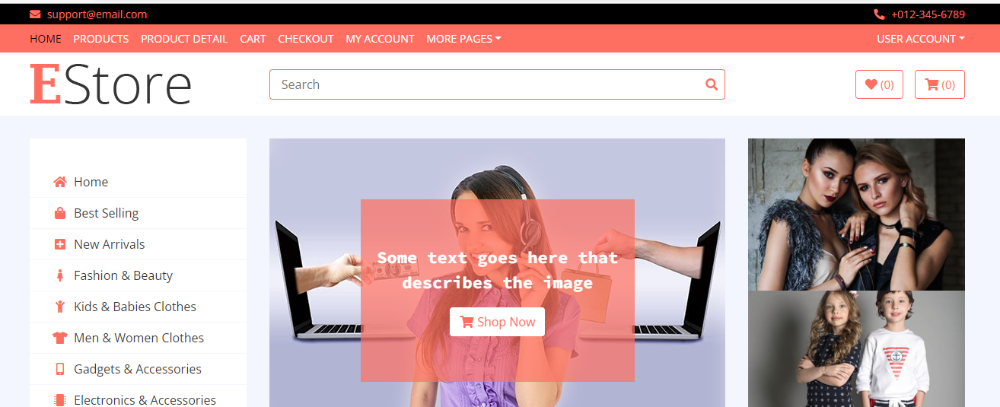 support@email.com +012-345-6789
HOME PRODUCTS PRODUCT DETAIL CART CHECKOUT MY ACCOUNT MORE PAGES USER ACCOUNT
EStore Search (0) (0)
Home
Best Selling
New Arrivals
Fashion & Beauty
Kids & Babies Clothes
Men & Women Clothes
Gadgets & Accessories
Electronics & Accessories
Some text goes here that
describes the image
Shop Now